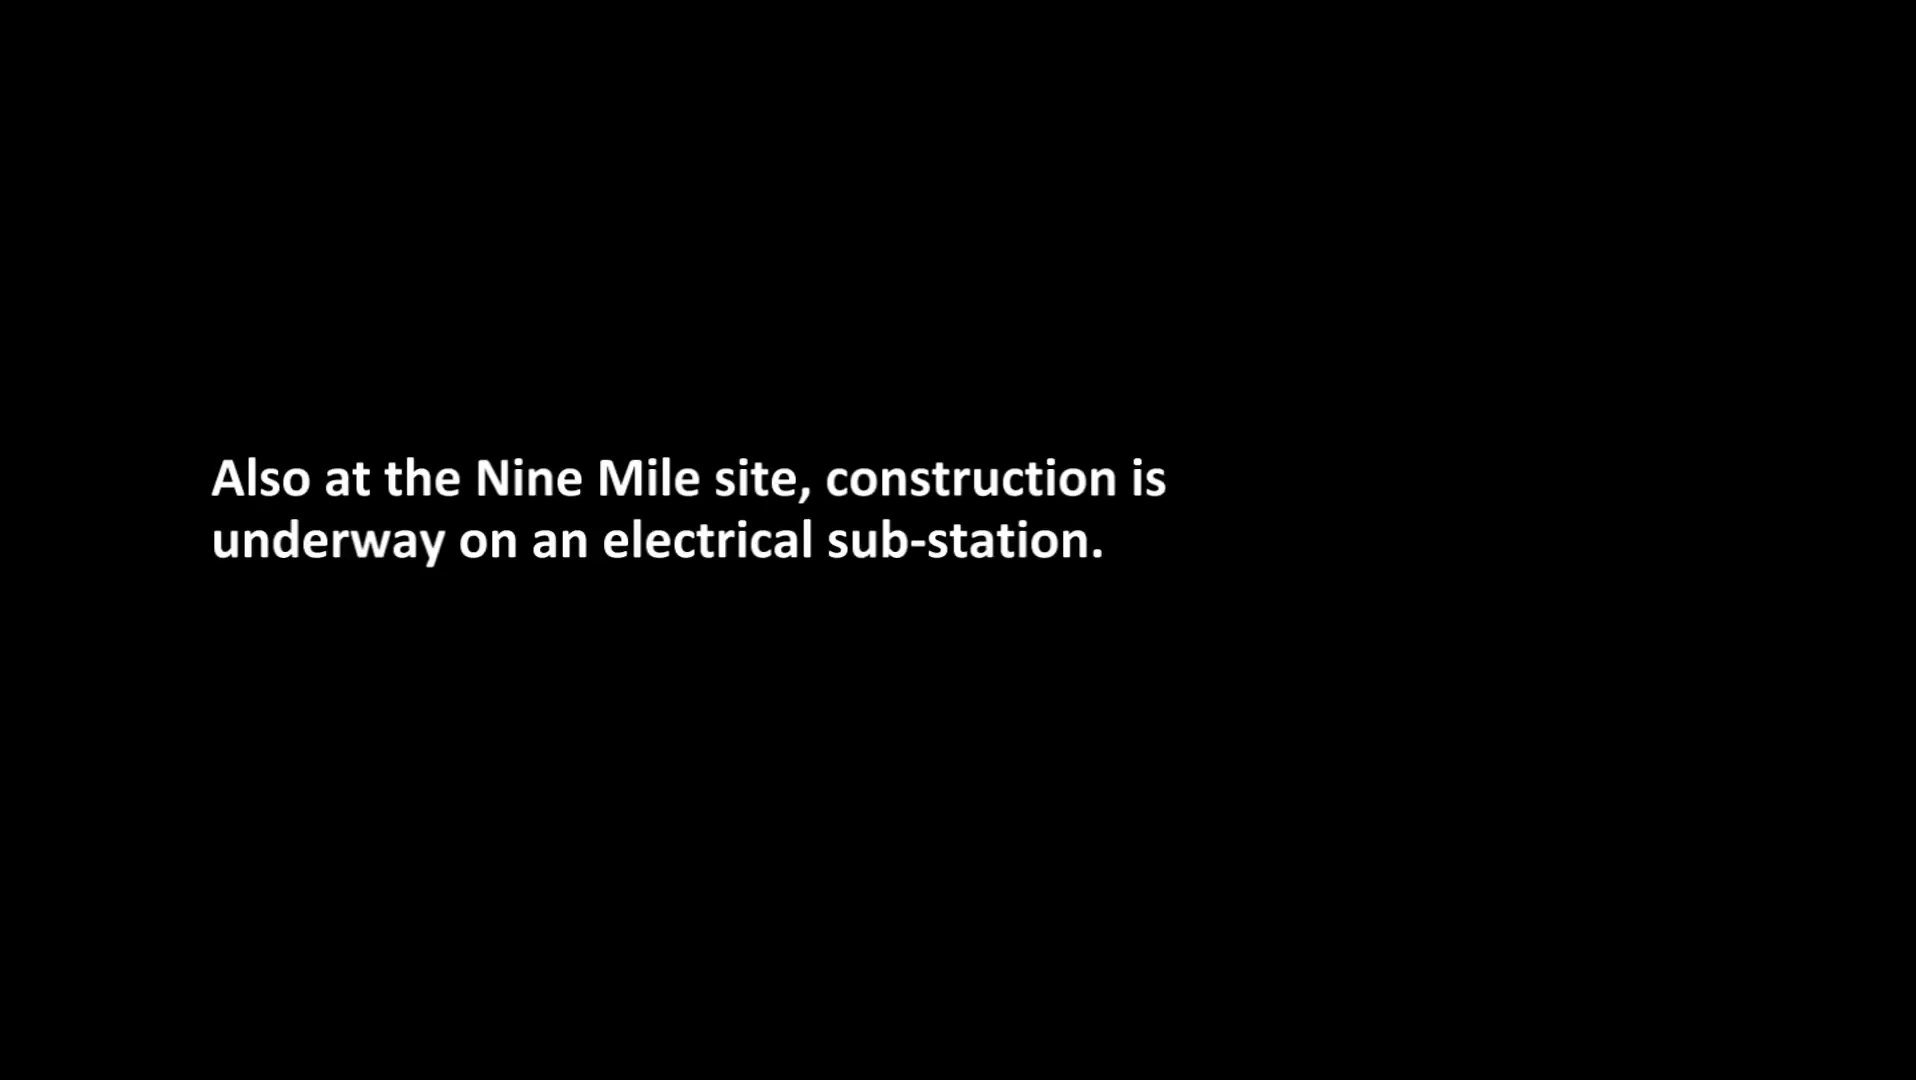 Also at the Nine Mile site, construction is
underway on an electrical sub-station.